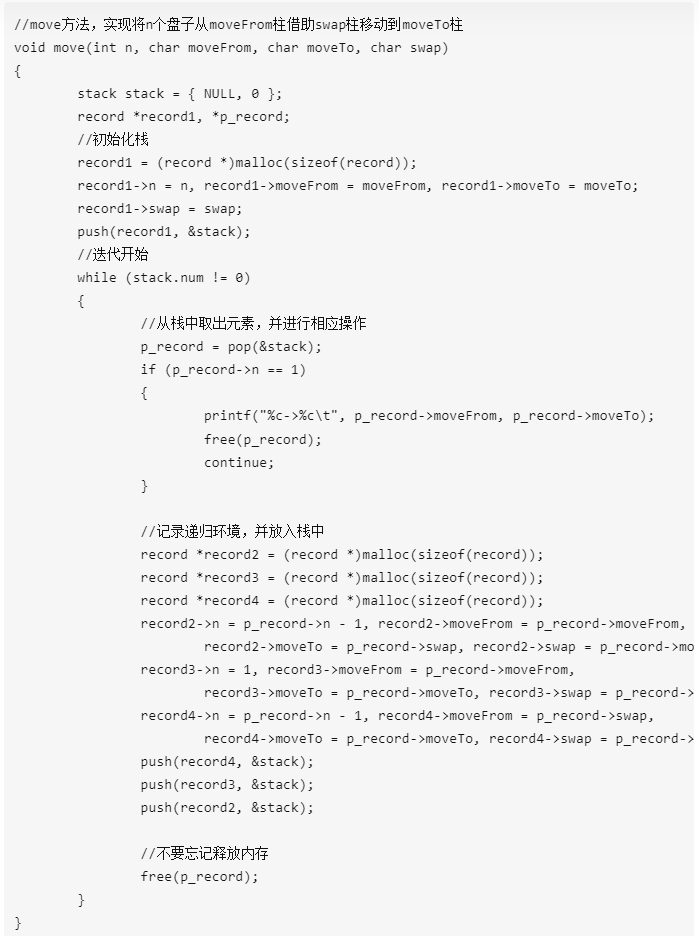 //move方法，实现将n个盘子从moveFrom柱借助swap柱移动到moveTo柱
void move(int n, char moveFrom, char moveTo, char swap)
{
        stack stack = { NULL, 0 };
        record *record1, *p_record;
        //初始化栈
        record1 = (record *)malloc(sizeof(record));
        record1->n = n, record1->moveFrom = moveFrom, record1->moveTo = moveTo;
        record1->swap = swap;
        push(record1, &stack);
        //迭代开始
        while (stack.num != 0)
        {
                //从栈中取出元素，并进行相应操作
                p_record = pop(&stack);
                if (p_record->n == 1)
                {
                        printf("%c->%c\t", p_record->moveFrom, p_record->moveTo);
                        free(p_record);
                        continue;
                }

                //记录递归环境，并放入栈中
                record *record2 = (record *)malloc(sizeof(record));
                record *record3 = (record *)malloc(sizeof(record));
                record *record4 = (record *)malloc(sizeof(record));
                record2->n = p_record->n - 1, record2->moveFrom = p_record->moveFrom,
                        record2->moveTo = p_record->swap, record2->swap = p_record->mo
                record3->n = 1, record3->moveFrom = p_record->moveFrom,
                        record3->moveTo = p_record->moveTo, record3->swap = p_record->
                record4->n = p_record->n - 1, record4->moveFrom = p_record->swap,
                        record4->moveTo = p_record->moveTo, record4->swap = p_record->
                push(record4, &stack);
                push(record3, &stack);
                push(record2, &stack);

                //不要忘记释放内存
                free(p_record);
        }
}